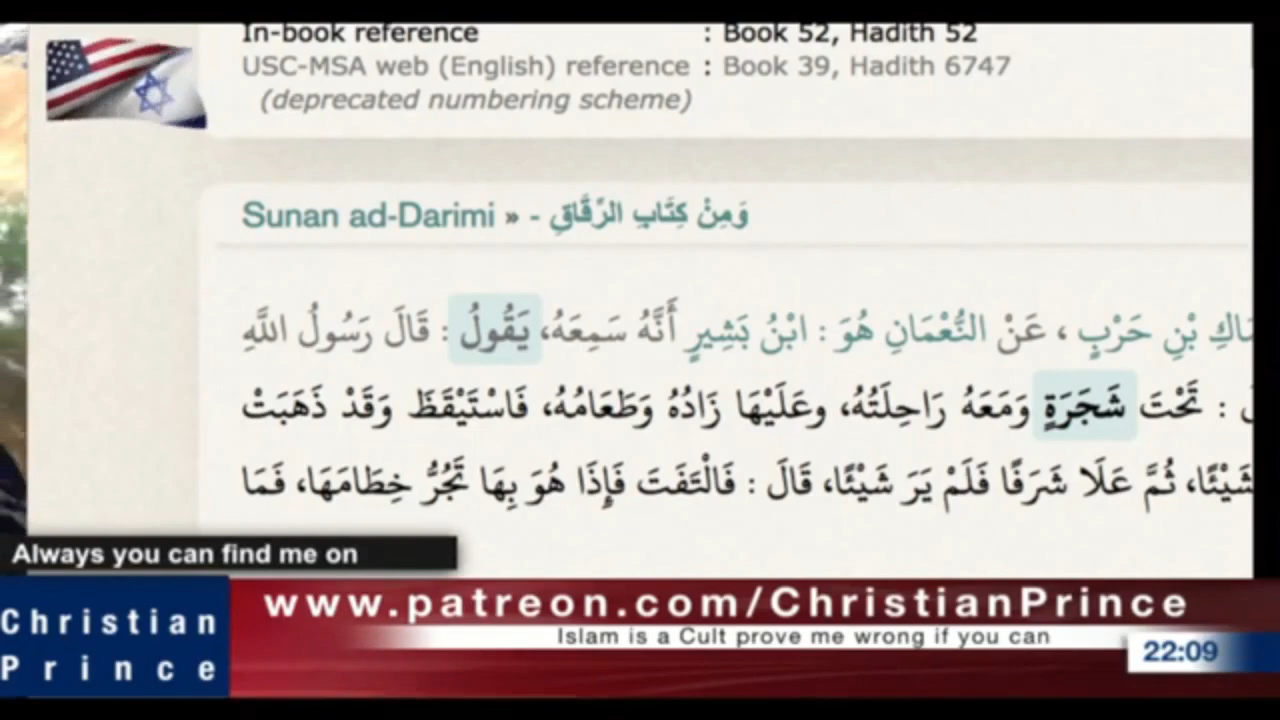 In-book reference : Book 52, Hadith 52
USC-MSA web (English) reference : Book 39, Hadith 6747
(deprecated numbering scheme)
Sunan ad-Darimi » - وَمِنْ كِتَابِ الرِّقَاقِ
بْنِ حَرْبٍ ، عَنْ النُّعْمَانِ هُوَ : ابْنُ بَشِيرٍ أَنَّهُ سَمِعَهُ، يَقُولُ : قَالَ رَسُولُ اللَّهِ
: تَحْتَ شَجَرَةٍ وَمَعَهُ رَاحِلَتُهُ، وعَلَيْهَا زَادُهُ وَطَعَامُهُ، فَاسْتَيْقَظَ وَقَدْ ذَهَبَتْ
شَيْئًا، ثُمَّ عَلَا شَرَفًا فَلَمْ يَرَ شَيْئًا، قَالَ : فَالْتَفَتَ فَإِذَا هُوَ بِهَا تَجُرُّ خِطَامَهَا، فَمَا
Always you can find me on
Christian
Prince
www.patreon.com/ChristianPrince
Islam is a Cult prove me wrong if you can
22:09